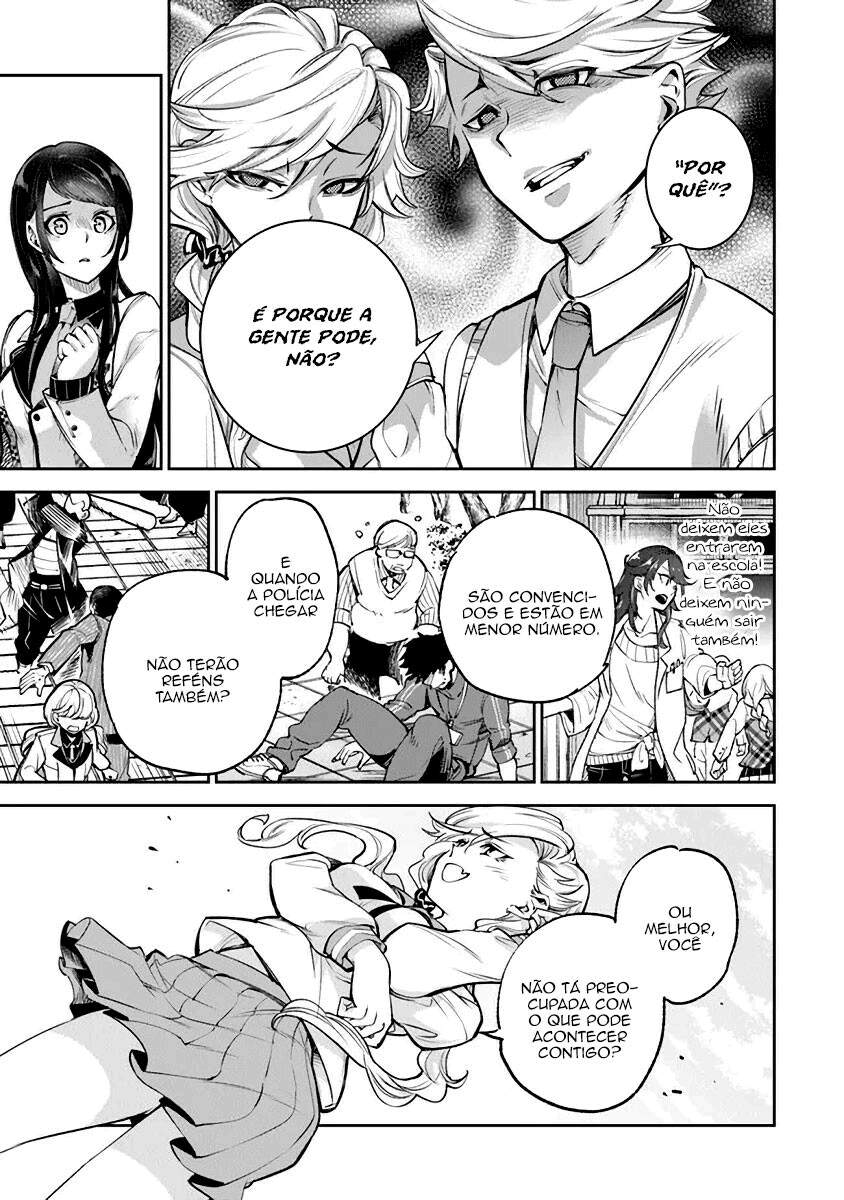 "POR
QUÊ"?
É PORQUE A
GENTE PODE,
NÃO?
Não
deixem eles
entrarem
na escola!
E não
deixem nin-
guém sair
também!
SÃO CONVENCI-
DOS E ESTÃO EM
MENOR NÚMERO.
E
QUANDO
A POLÍCIA
CHEGAR
NÃO TERÃO
REFÉNS
TAMBÉM?
OU
MELHOR,
VOCÊ
NÃO TÁ PREO-
CUPADA COM
O QUE PODE
ACONTECER
CONTIGO?